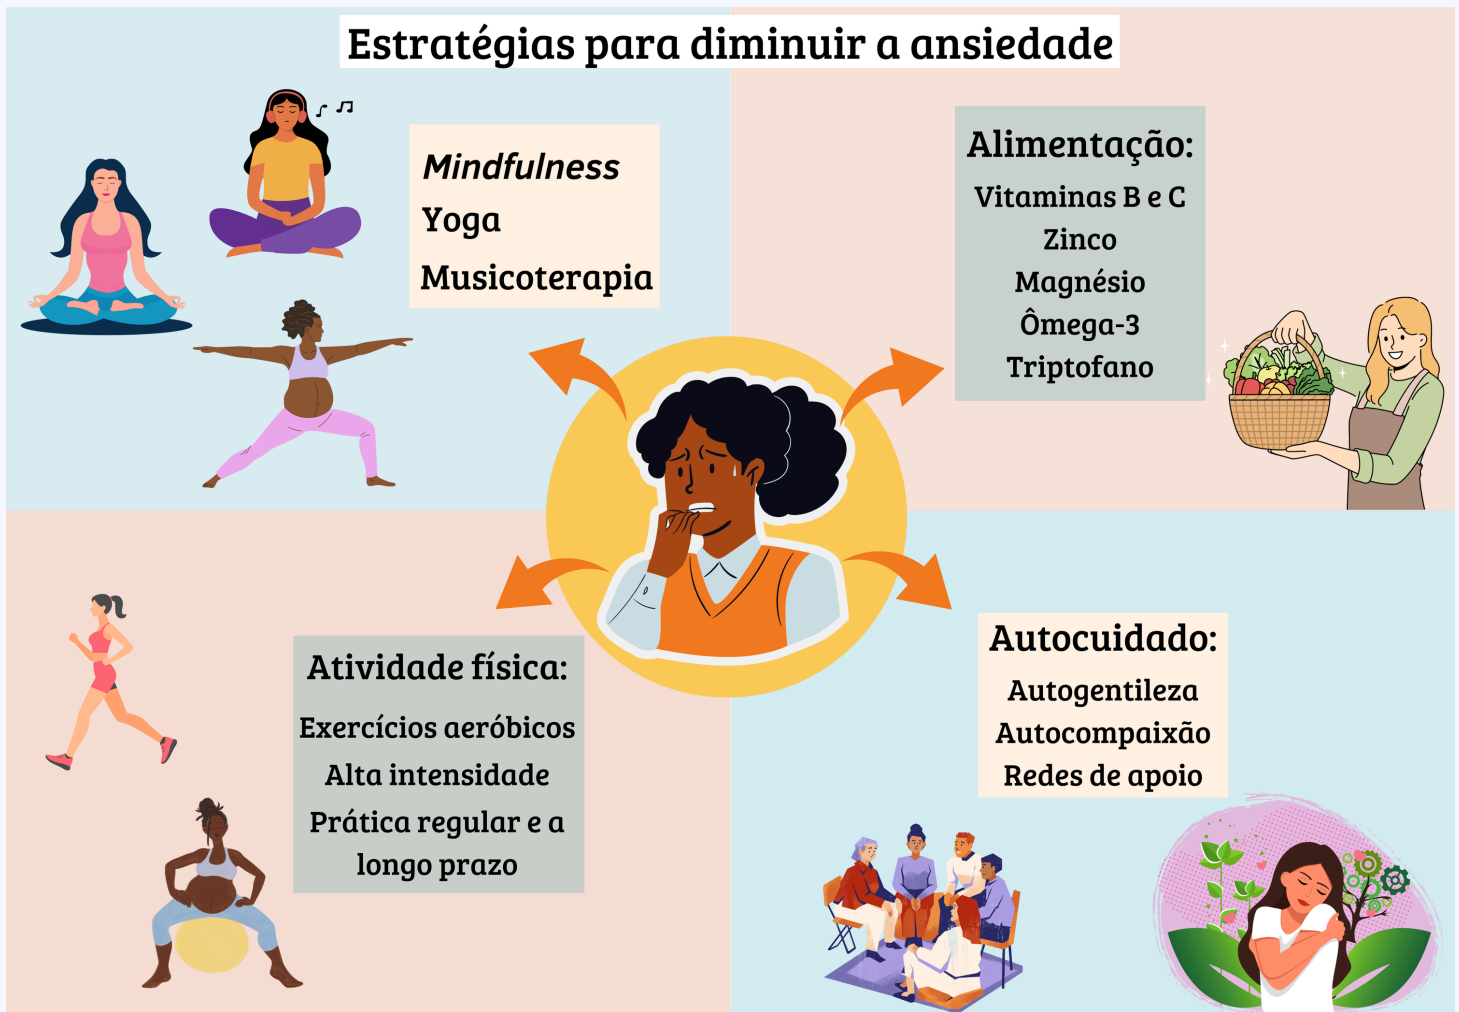 Estratégias para diminuir a ansiedade
Mindfulness
Yoga
Musicoterapia
Alimentação:
Vitaminas B e C
Zinco
Magnésio
Ômega-3
Triptofano
Atividade física:
Exercícios aeróbicos
Alta intensidade
Prática regular e a
longo prazo
Autocuidado:
Autogentileza
Autocompaixão
Redes de apoio